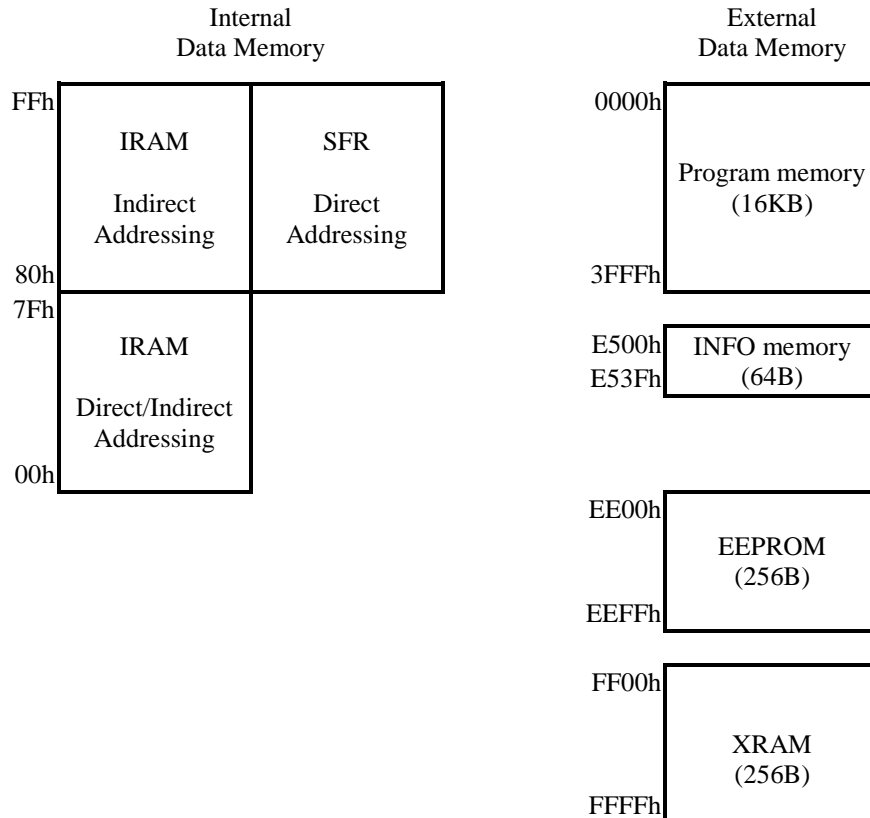 Internal
Data Memory
FFh
IRAM
Indirect
Addressing
80h
SFR
Direct
Addressing
7Fh
IRAM
Direct/Indirect
Addressing
00h
External
Data Memory
0000h
Program memory
(16KB)
3FFFh
E500h
INFO memory
E53Fh
(64B)
EE00h
EEPROM
(256B)
EEFFh
FF00h
XRAM
(256B)
FFFFh